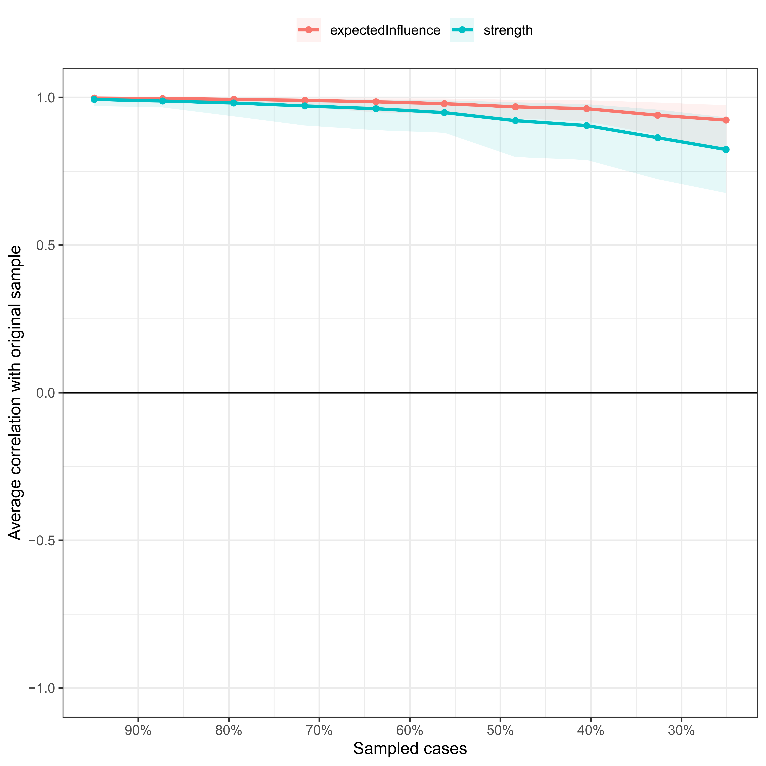 expectedInfluence strength
1.0
0.5
0.0
−0.5
−1.0
Average correlation with original sample
90% 80% 70% 60% 50% 40% 30%
Sampled cases